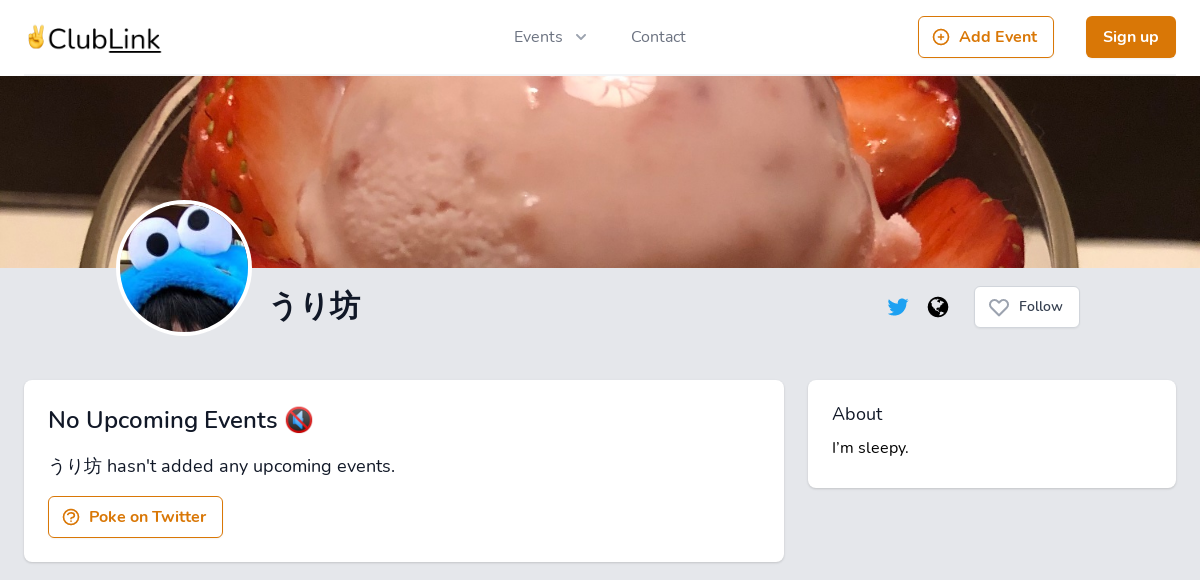 ✌️ClubLink
Events
Contact
Add Event
Sign up
うり坊
Follow
No Upcoming Events 🔇
うり坊 hasn't added any upcoming events.
Poke on Twitter
About
I'm sleepy.